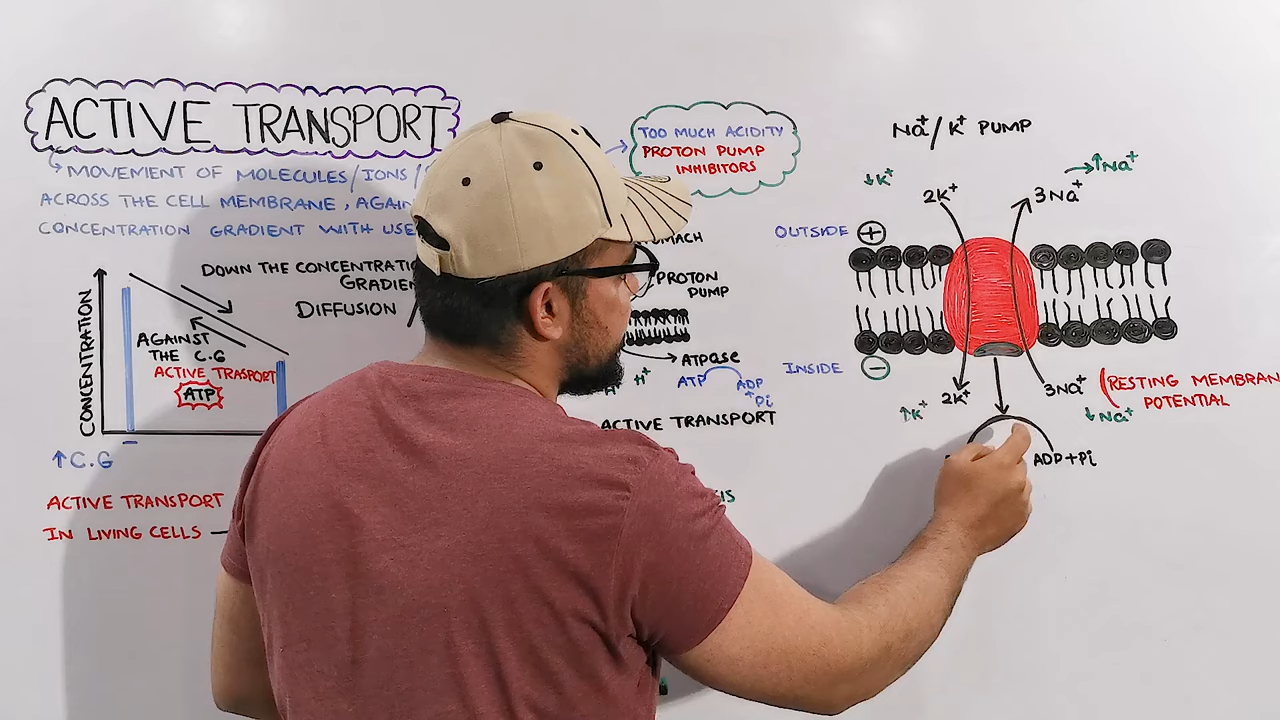 ACTIVE TRANSPORT
MOVEMENT OF MOLECULES/IONS/
ACROSS THE CELL MEMBRANE, AGAIN
CONCENTRATION GRADIENT WITH USE
DOWN THE CONCENTRATIO
GRADIEN
DIFFUSION
CONCENTRATION
AGAINST
THE C.G
ACTIVE TRASPORT
ATP
↑C.G
ACTIVE TRANSPORT
IN LIVING CELLS
TOO MUCH ACIDITY
PROTON PUMP
INHIBITORS
TOMACH
PROTON
PUMP
ATPase
H⁺ H⁺
ATP ADP
Pi
ACTIVE TRANSPORT
IS
Na⁺/K⁺ PUMP
↓K⁺ 2K⁺ 3Na⁺ ↑Na⁺
OUTSIDE +
INSIDE −
↑K⁺ 2K⁺ 3Na⁺ ↓Na⁺
RESTING MEMBRAN
POTENTIAL
ADP+Pi